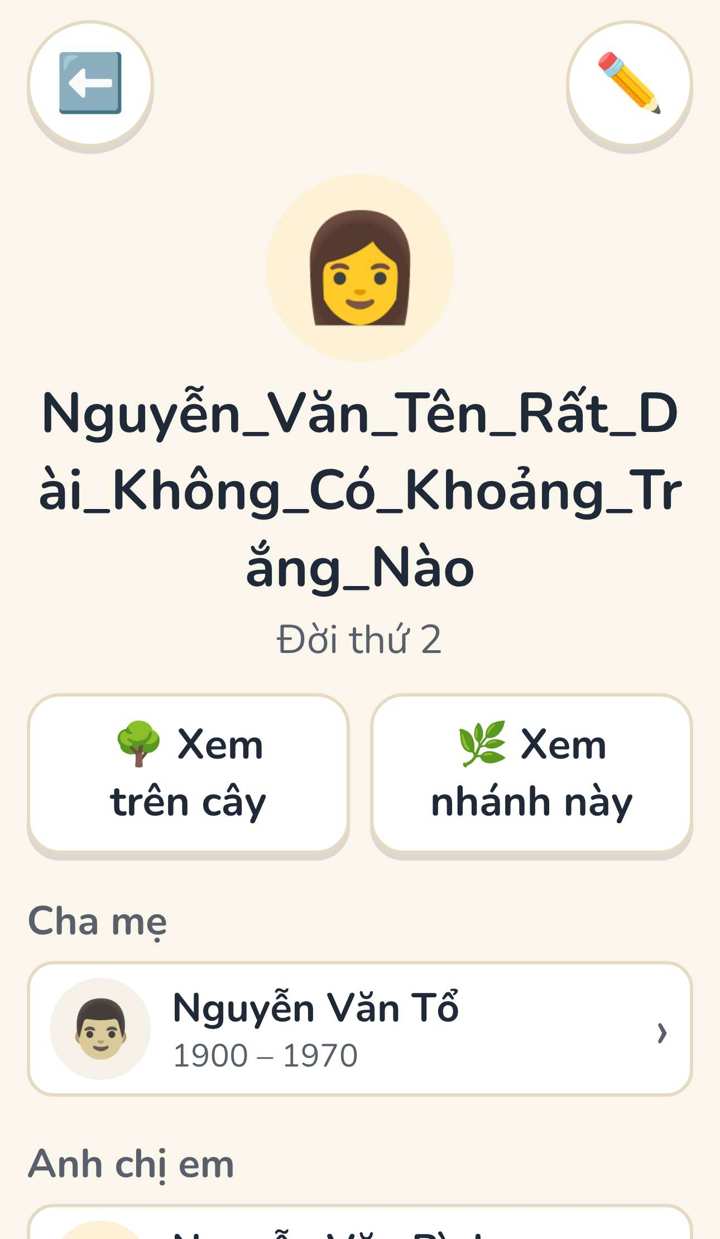 Nguyễn_Văn_Tên_Rất_D
ài_Không_Có_Khoảng_Tr
ắng_Nào
Đời thứ 2
Xem
trên cây
Xem
nhánh này
Cha mẹ
Nguyễn Văn Tổ
1900 – 1970
Anh chị em